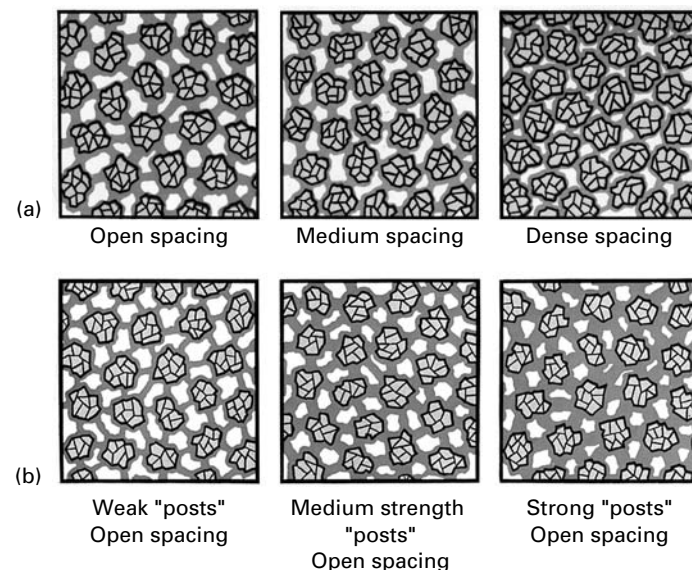 (a)
Open spacing
Medium spacing
Dense spacing
(b)
Weak "posts"
Open spacing
Medium strength
"posts"
Open spacing
Strong "posts"
Open spacing